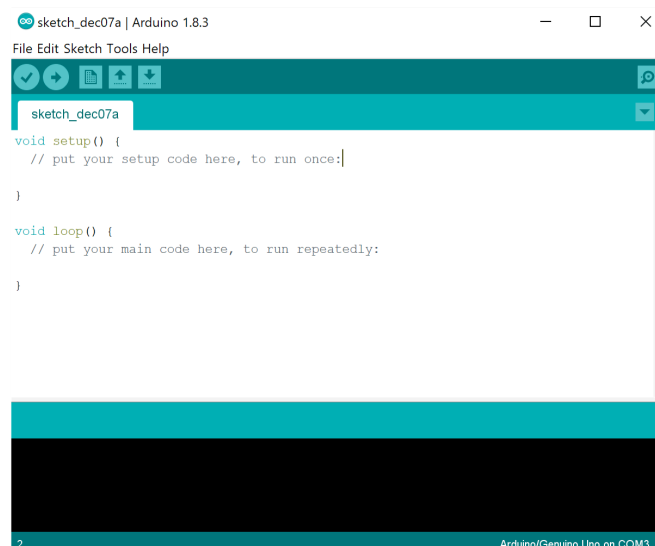 sketch_dec07a | Arduino 1.8.3
File Edit Sketch Tools Help
sketch_dec07a
void setup() {
  // put your setup code here, to run once:
}
void loop() {
  // put your main code here, to run repeatedly:
}
2
Arduino/Genuino Uno on COM3